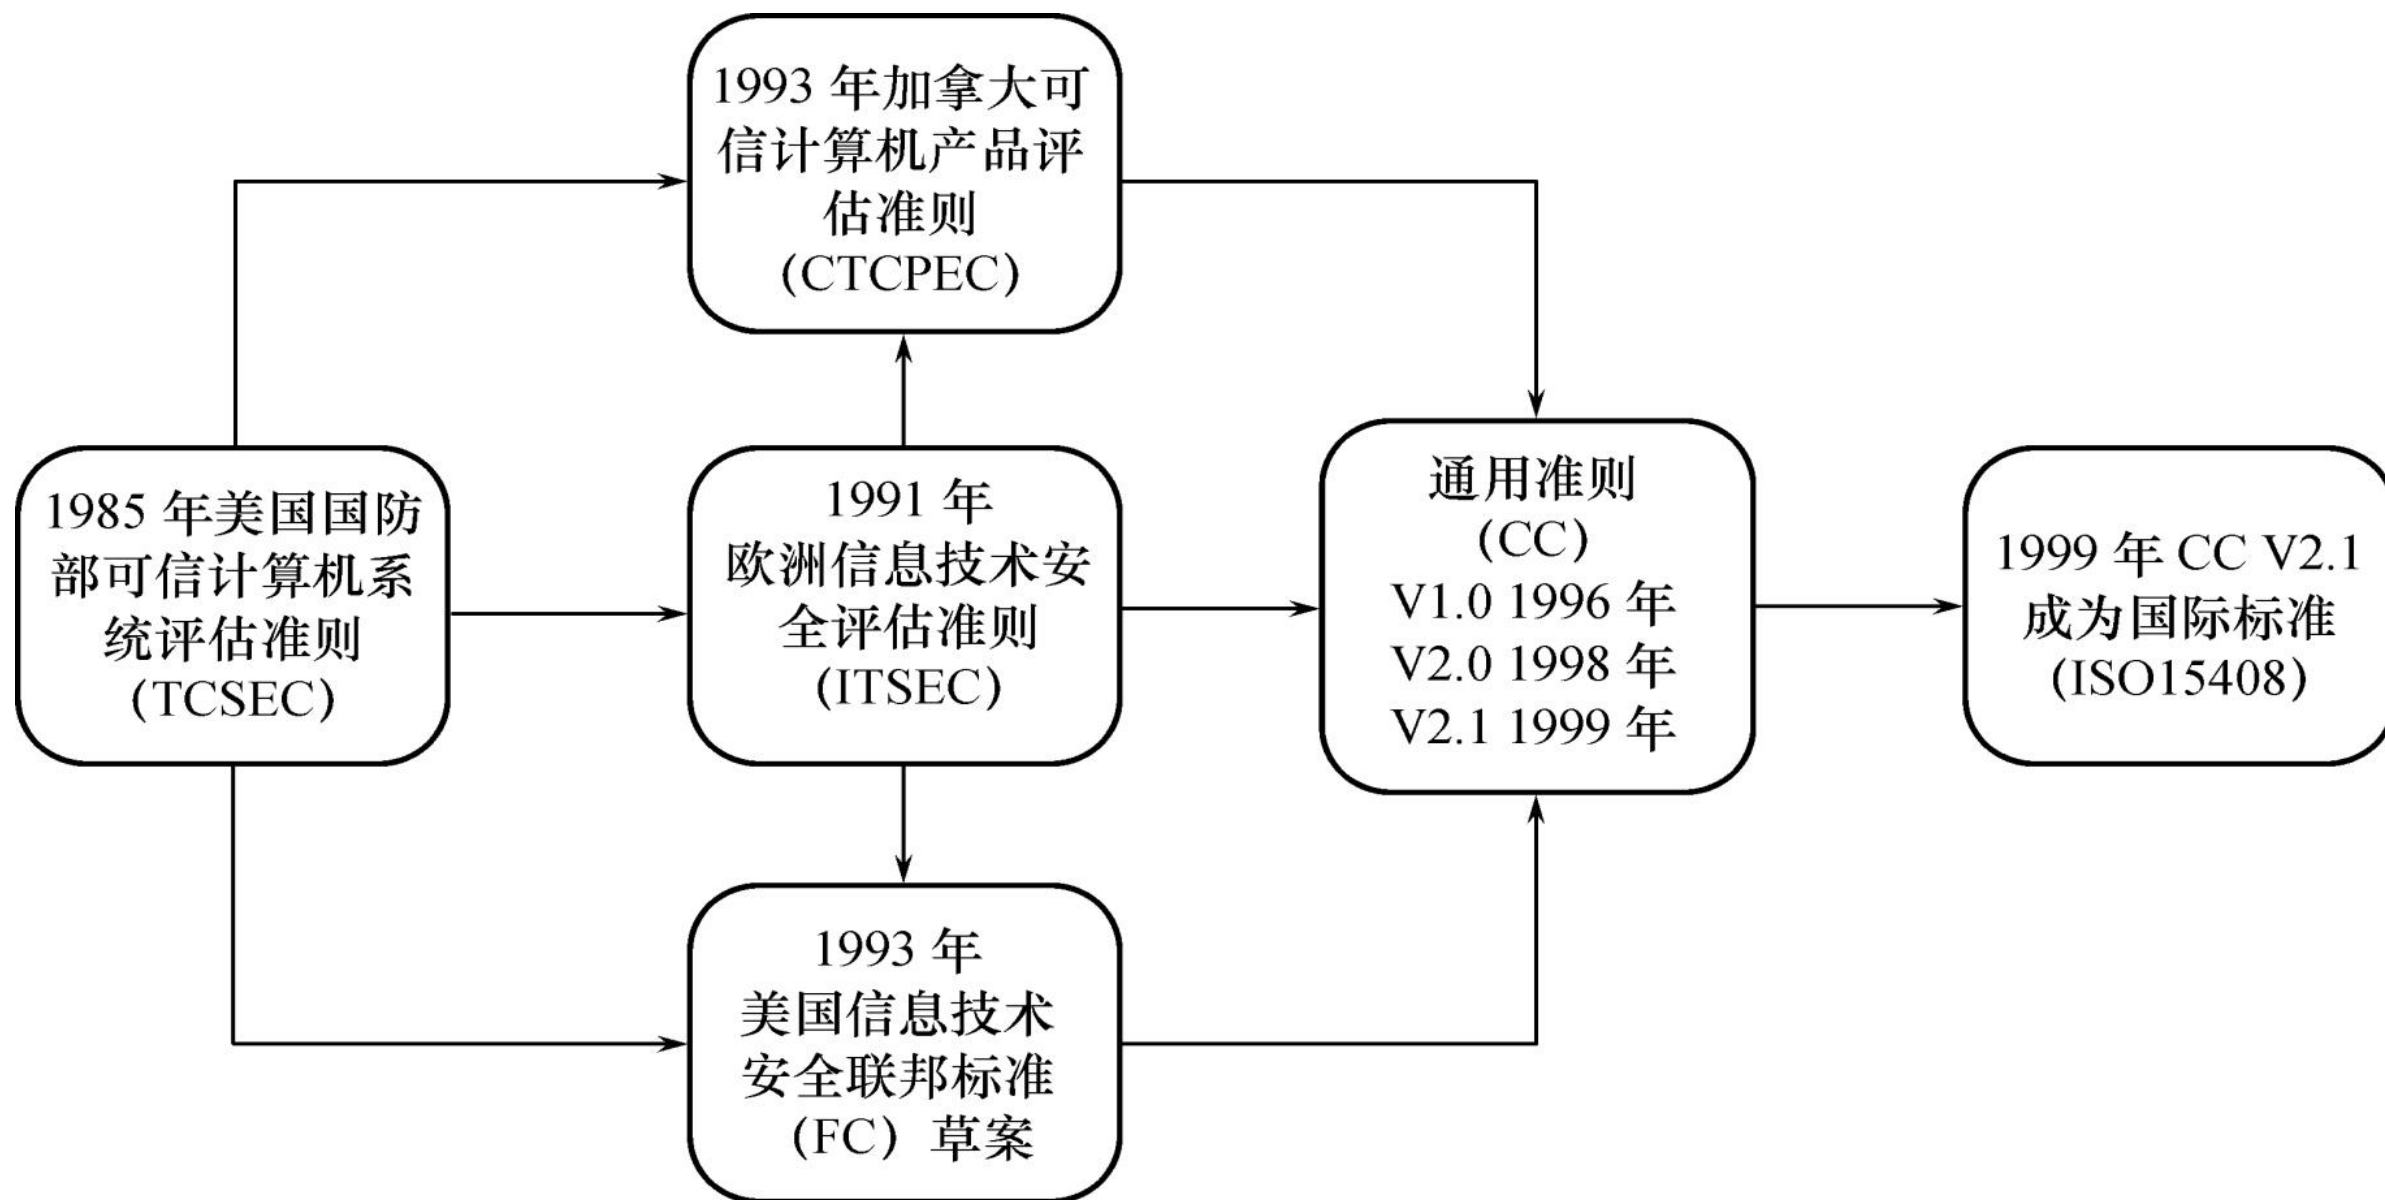 1993 年加拿大可
信计算机产品评
估准则
(CTCPEC)
1985 年美国国防
部可信计算机系
统评估准则
(TCSEC)
1991 年
欧洲信息技术安
全评估准则
(ITSEC)
通用准则
(CC)
V1.0 1996 年
V2.0 1998 年
V2.1 1999 年
1999 年 CC V2.1
成为国际标准
(ISO15408)
1993 年
美国信息技术
安全联邦标准
(FC) 草案